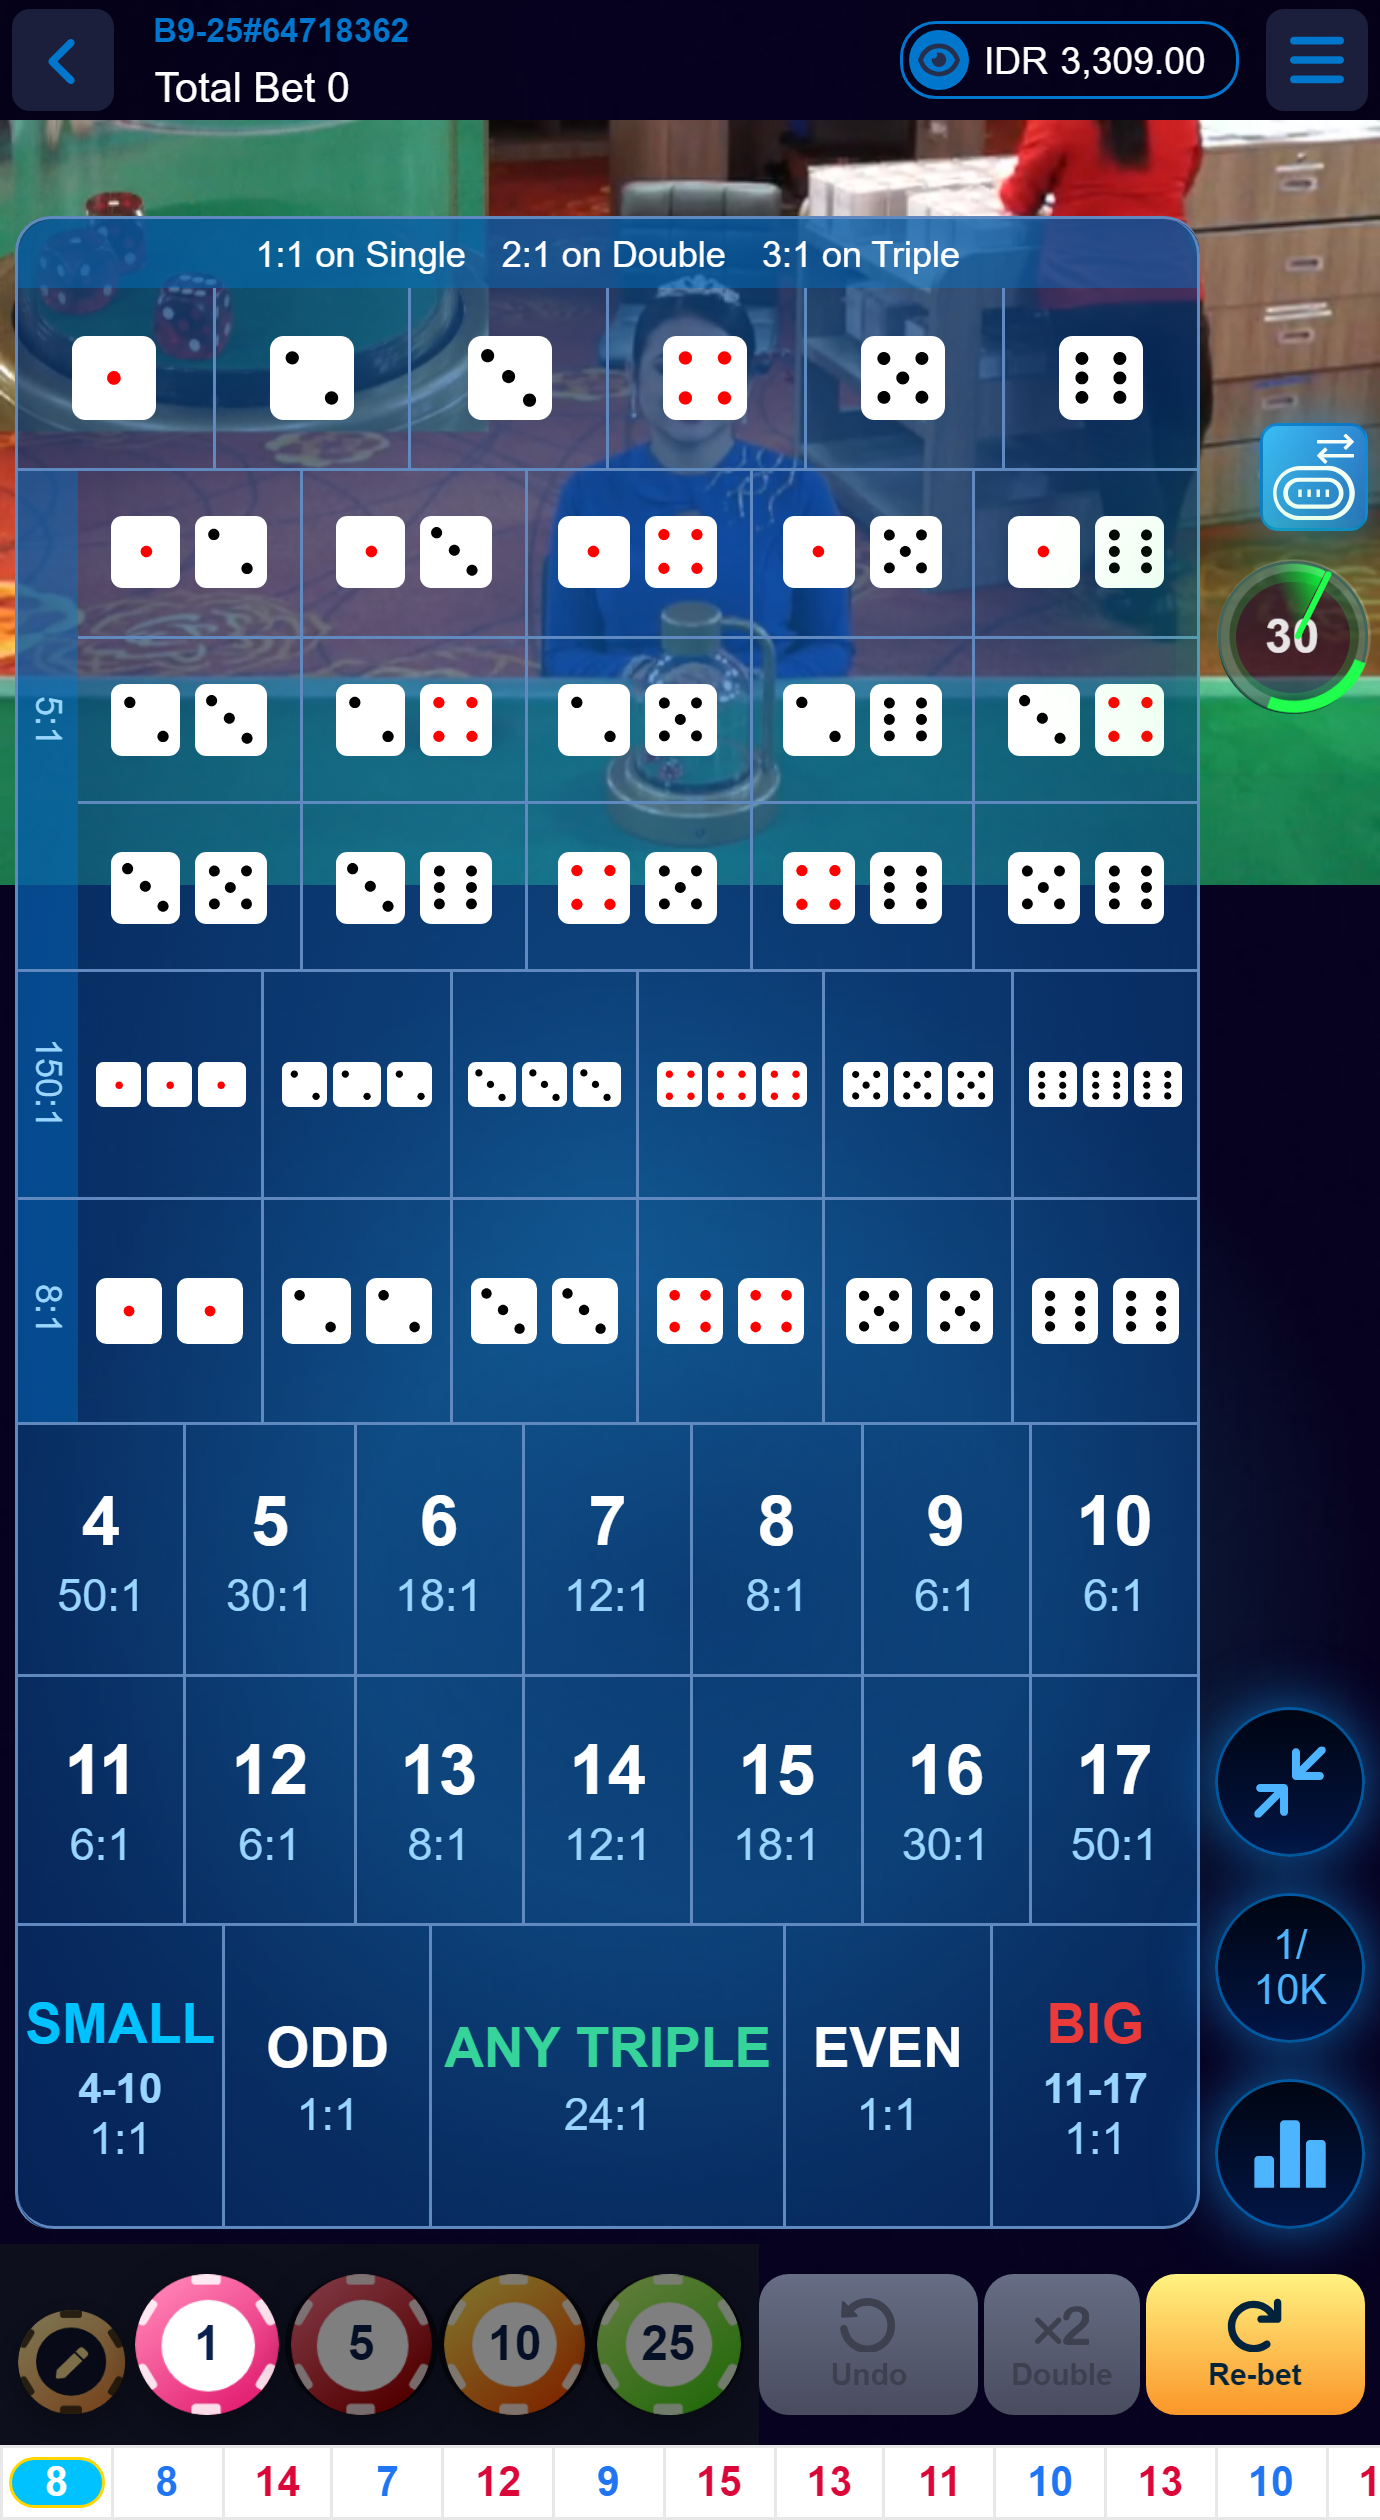 B9-25#64718362
Total Bet 0
IDR 3,309.00
1:1 on Single 2:1 on Double 3:1 on Triple
30
5:1
150:1
8:1
4 5 6 7 8 9 10
50:1 30:1 18:1 12:1 8:1 6:1 6:1
11 12 13 14 15 16 17
6:1 6:1 8:1 12:1 18:1 30:1 50:1
SMALL
4-10
1:1
ODD
1:1
ANY TRIPLE
24:1
EVEN
1:1
BIG
11-17
1:1
1/
10K
1 5 10 25
Undo
x2
Double
Re-bet
8 8 14 7 12 9 15 13 11 10 13 10